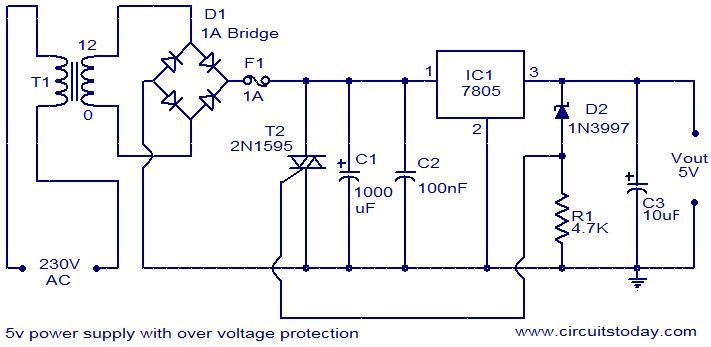 D1
1A Bridge
12
T1
0
F1
1A
1
IC1
7805
3
2
D2
1N3997
T2
2N1595
+
C1
1000
uF
C2
100nF
Vout
5V
+
C3
10uF
R1
4.7K
230V
AC
5v power supply with over voltage protection
www.circuitstoday.com